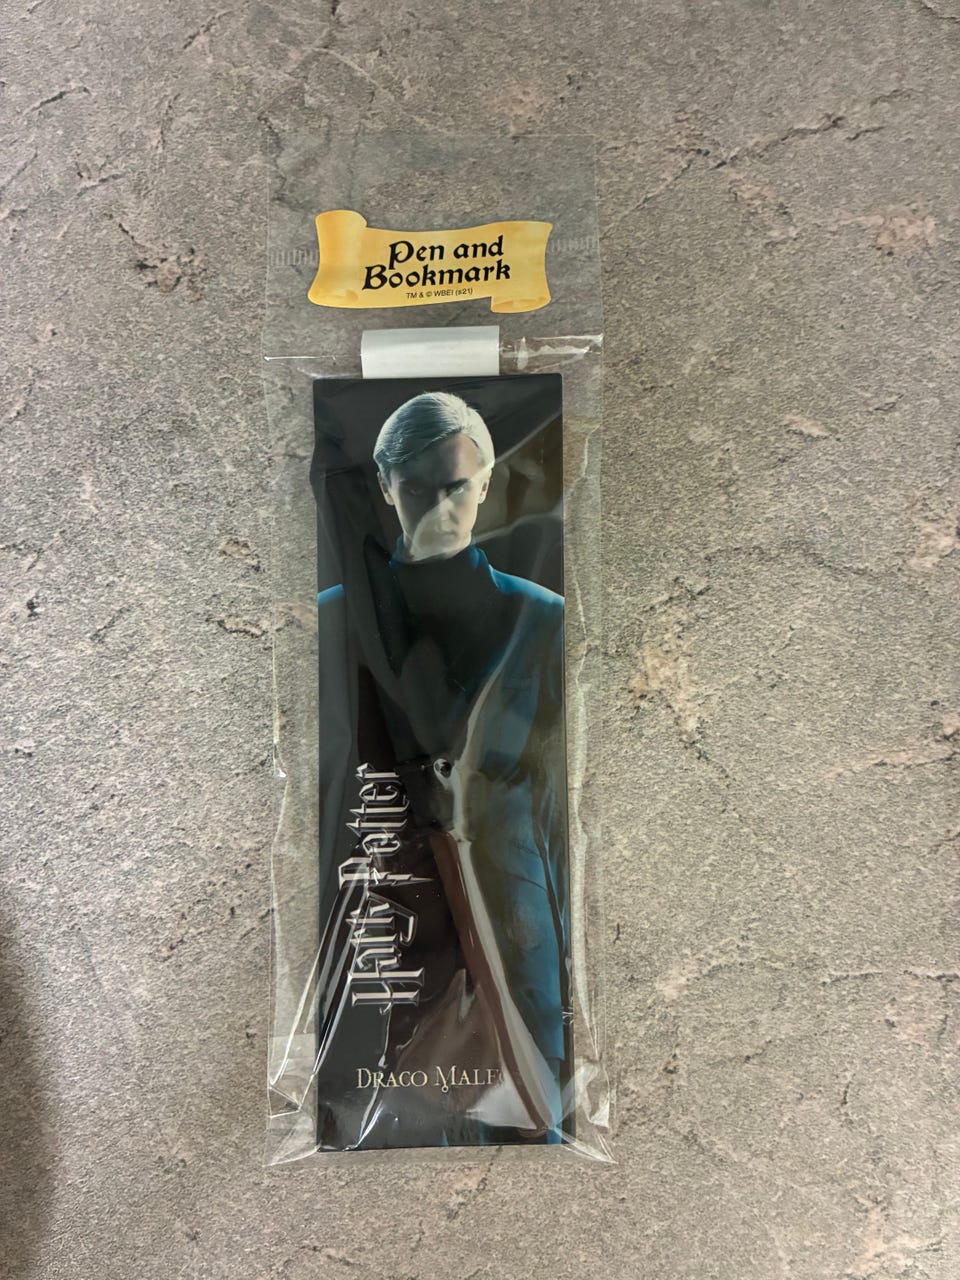 Pen and
Bookmark
TM & © WBEI (s21)
Harry Potter
DRACO MALF